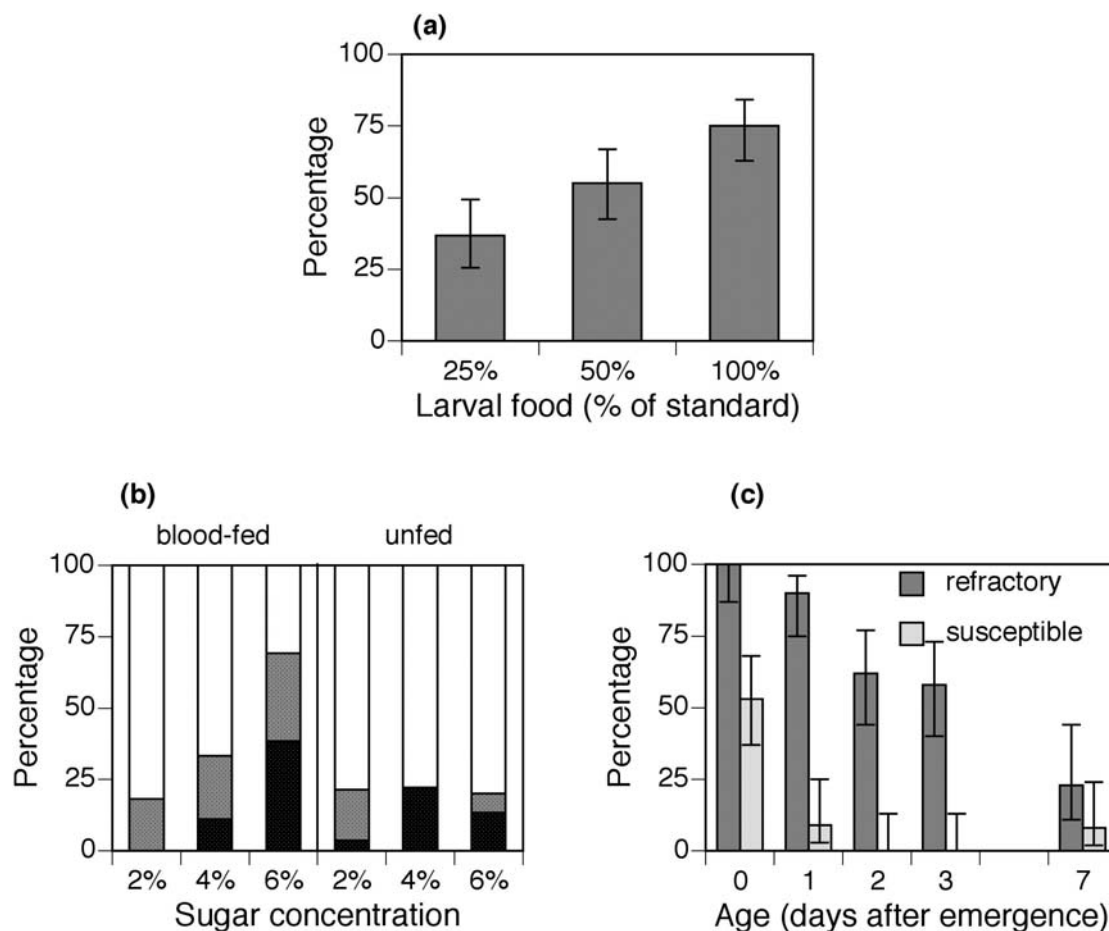 (a)
Percentage
100
75
50
25
0
25% 50% 100%
Larval food (% of standard)
(b)
blood-fed unfed
Percentage
100
75
50
25
0
2% 4% 6% 2% 4% 6%
Sugar concentration
(c)
Percentage
100
75
50
25
0
refractory
susceptible
0 1 2 3 7
Age (days after emergence)